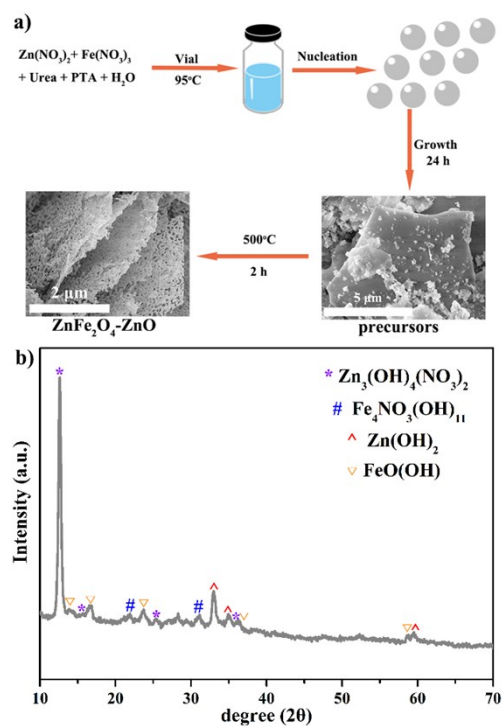 a)
Zn(NO₃)₂+ Fe(NO₃)₃
+ Urea + PTA + H₂O
Vial
95°C
Nucleation
Growth
24 h
500°C
2 h
2 μm
5 μm
ZnFe₂O₄-ZnO
precursors
b)
* Zn₃(OH)₄(NO₃)₂
# Fe₄NO₃(OH)₁₁
^ Zn(OH)₂
▽ FeO(OH)
Intensity (a.u.)
10 20 30 40 50 60 70
degree (2θ)